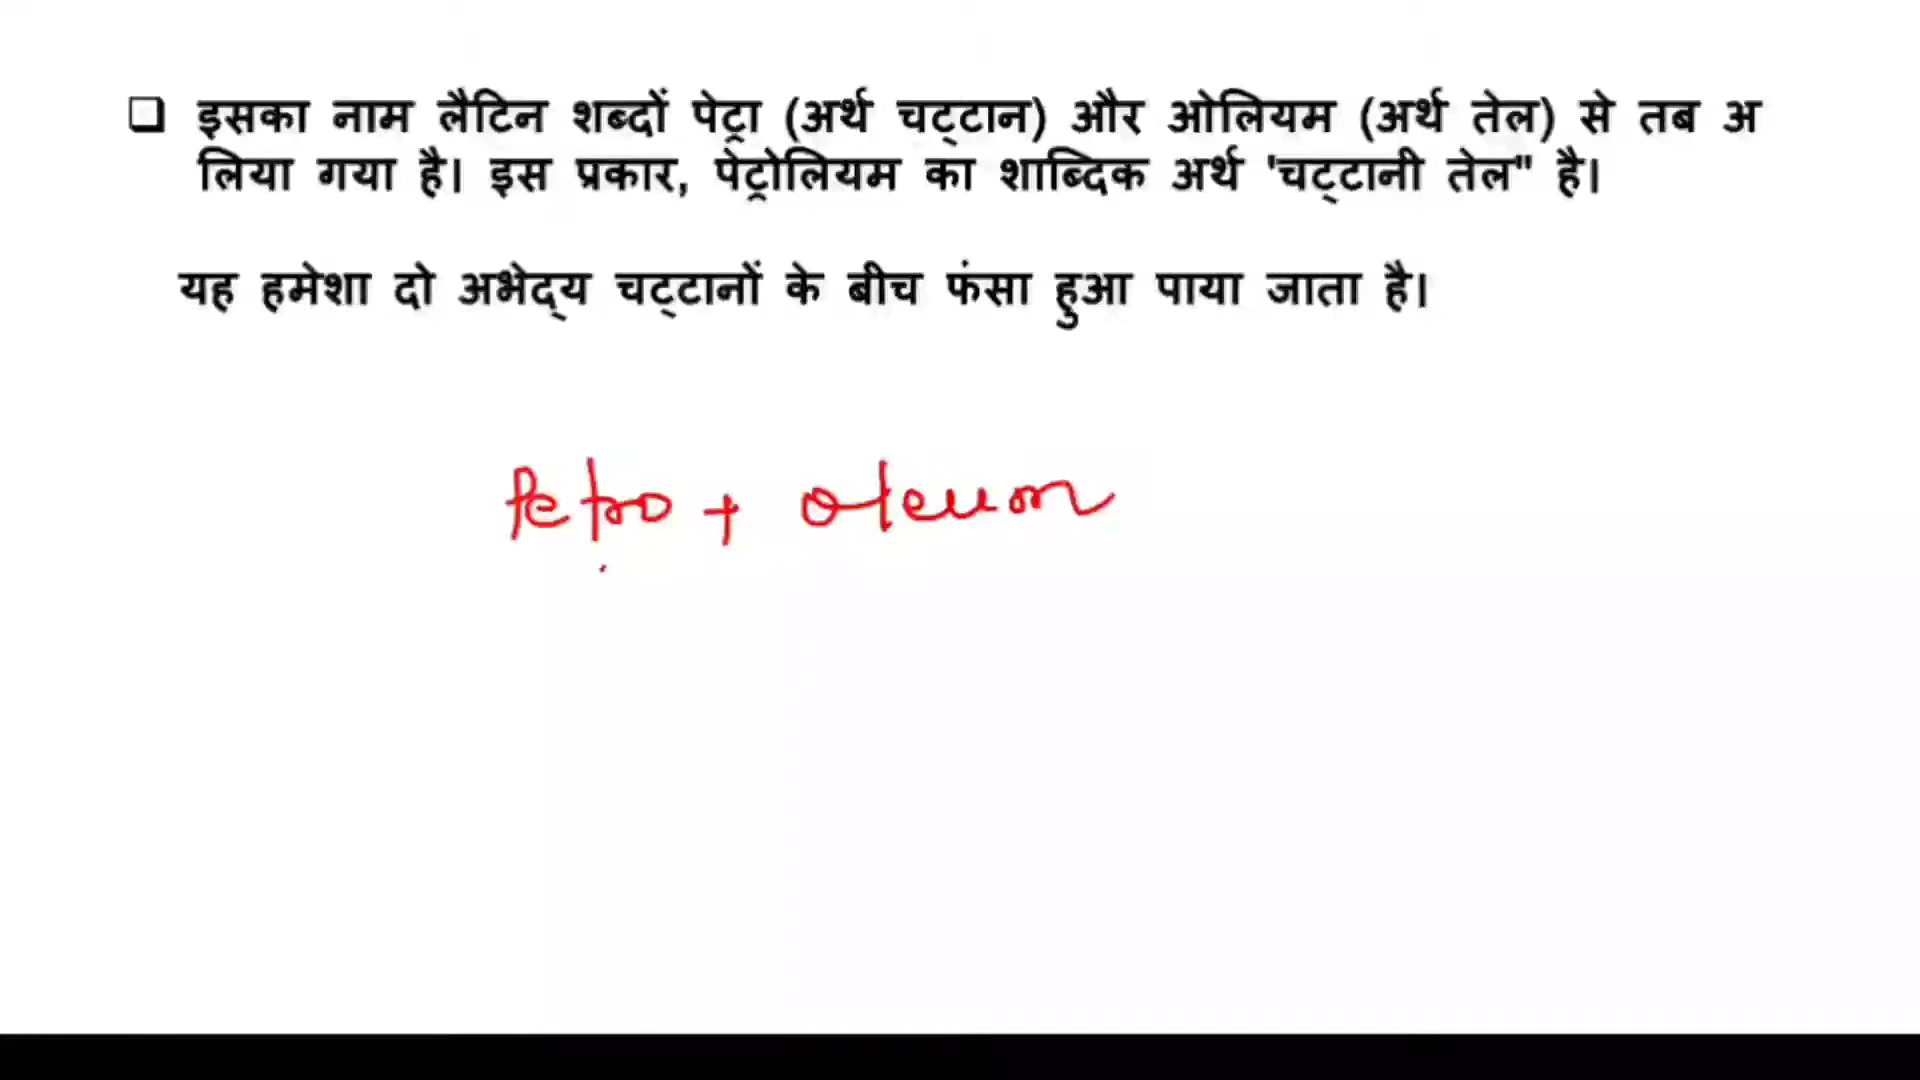 इसका नाम लैटिन शब्दों पेट्रा (अर्थ चट्टान) और ओलियम (अर्थ तेल) से तब अ
लिया गया है। इस प्रकार, पेट्रोलियम का शाब्दिक अर्थ 'चट्टानी तेल" है।
यह हमेशा दो अभेद्य चट्टानों के बीच फंसा हुआ पाया जाता है।
Petro + oleum